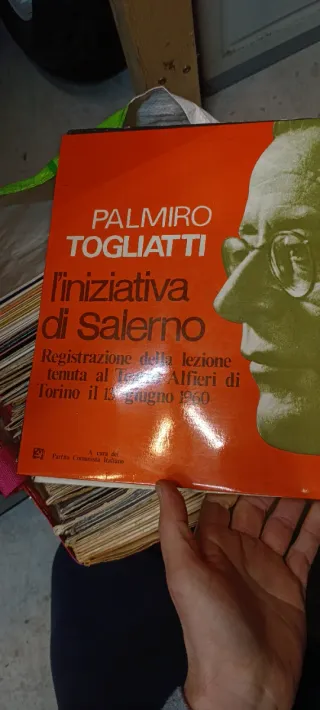 PALMIRO
TOGLIATTI
l'iniziativa
di Salerno
Registrazione della lezione
tenuta al Teatro Alfieri di
Torino il giugno 1960
A cura del
Partito Comunista Italiano